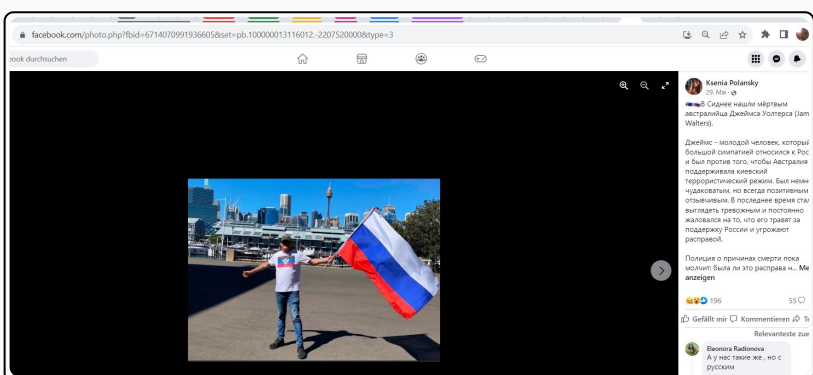 facebook.com/photo.php?fbid=6714070991936605&set=pb.100000013116012.-2207520000&type=3
book durchsuchen
Ksenia Polansky
29. Mai ·
В Сиднее нашли мёртвым
австралийца Джеймса Уолтерса (Jam
Walters).
Джеймс - молодой человек, который
большой симпатией относился к Рос
и был против того, чтобы Австралия
поддерживала киевский
террористический режим. Был немн
чудаковатым, но всегда позитивным
отзывчивым. В последнее время ста
выглядеть тревожным и постоянно
жаловался на то, что его травят за
поддержку России и угрожают
расправой.
Полиция о причинах смерти пока
молчит: была ли это расправа н... Me
anzeigen
196 55
Gefällt mir Kommentieren Te
Relevanteste zue
Eleonora Radionova
А у нас такие же , но с
русским